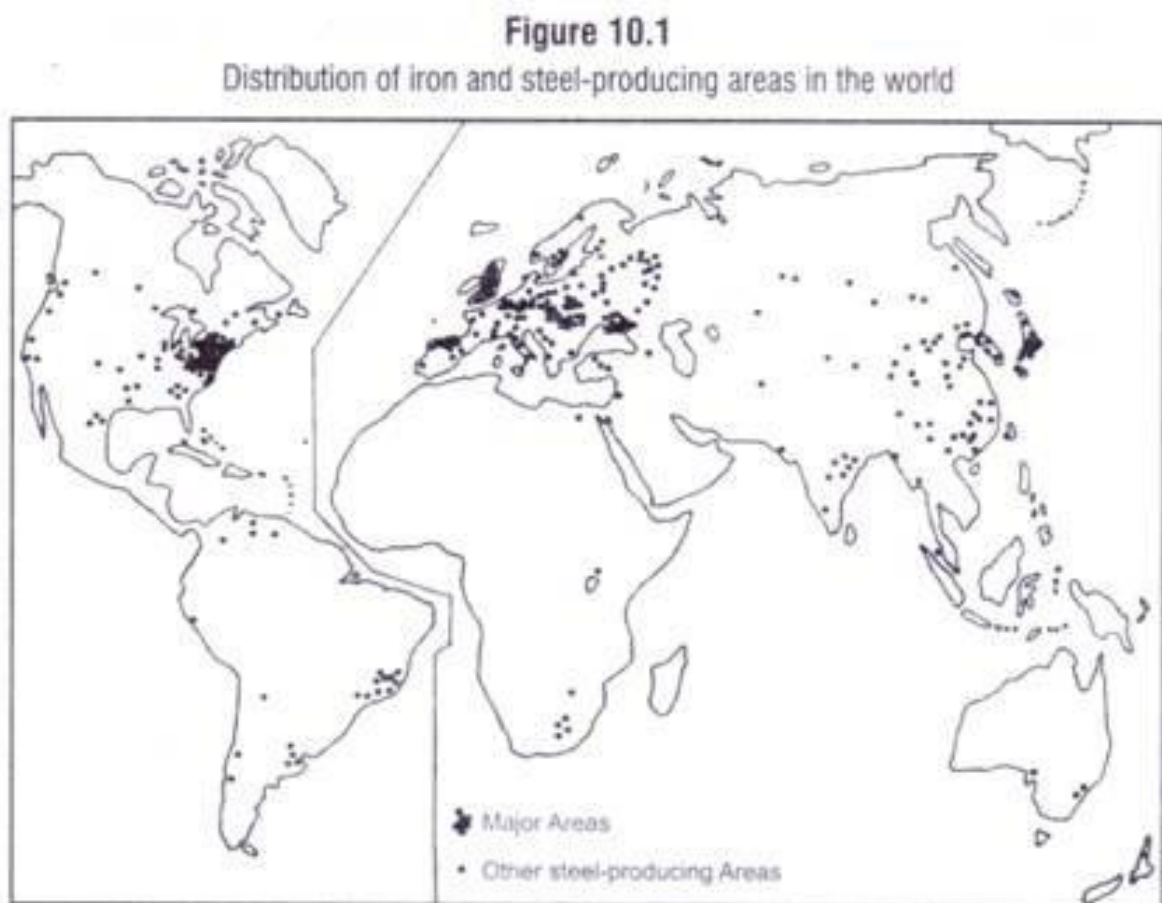 Figure 10.1
Distribution of iron and steel-producing areas in the world
Major Areas
Other steel-producing Areas